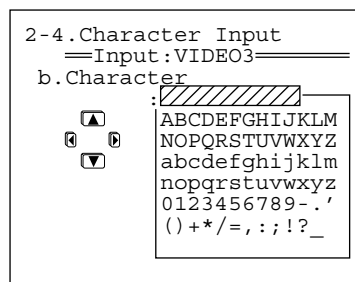 2-4.Character Input
Input:VIDEO3
b.Character
:
ABCDEFGHIJKLM
NOPQRSTUVWXYZ
abcdefghijklm
nopqrstuvwxyz
0123456789-.’
()+*/=,:;!?_